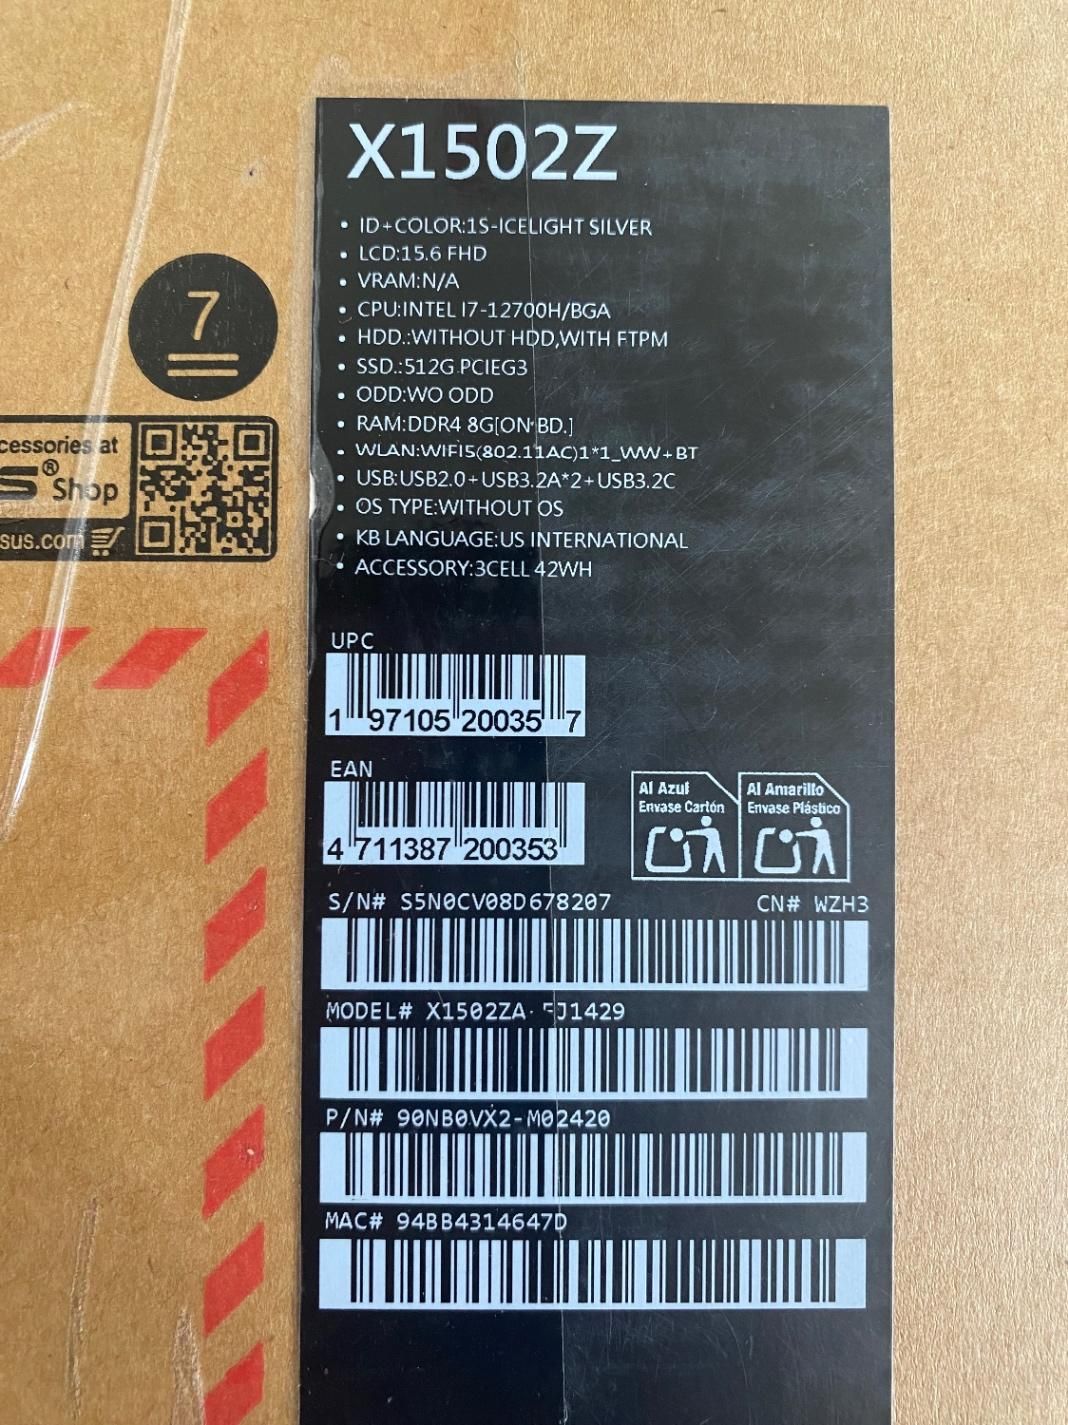 X1502Z
• ID+COLOR:1S-ICELIGHT SILVER
• LCD:15.6 FHD
• VRAM:N/A
• CPU:INTEL I7-12700H/BGA
• HDD.:WITHOUT HDD,WITH FTPM
• SSD.:512G PCIEG3
• ODD:WO ODD
• RAM:DDR4 8G[ON BD.]
• WLAN:WIFI5(802.11AC)1*1_WW+BT
• USB:USB2.0+USB3.2A*2+USB3.2C
• OS TYPE:WITHOUT OS
• KB LANGUAGE:US INTERNATIONAL
• ACCESSORY:3CELL 42WH
7
cessories at
S® Shop
sus.com
UPC
1 97105 20035 7
EAN
4 711387 200353
Al Azul
Envase Cartón
Al Amarillo
Envase Plástico
S/N# S5N0CV08D678207
CN# WZH3
MODEL# X1502ZA- J1429
P/N# 90NB0VX2-M02420
MAC# 94BB4314647D